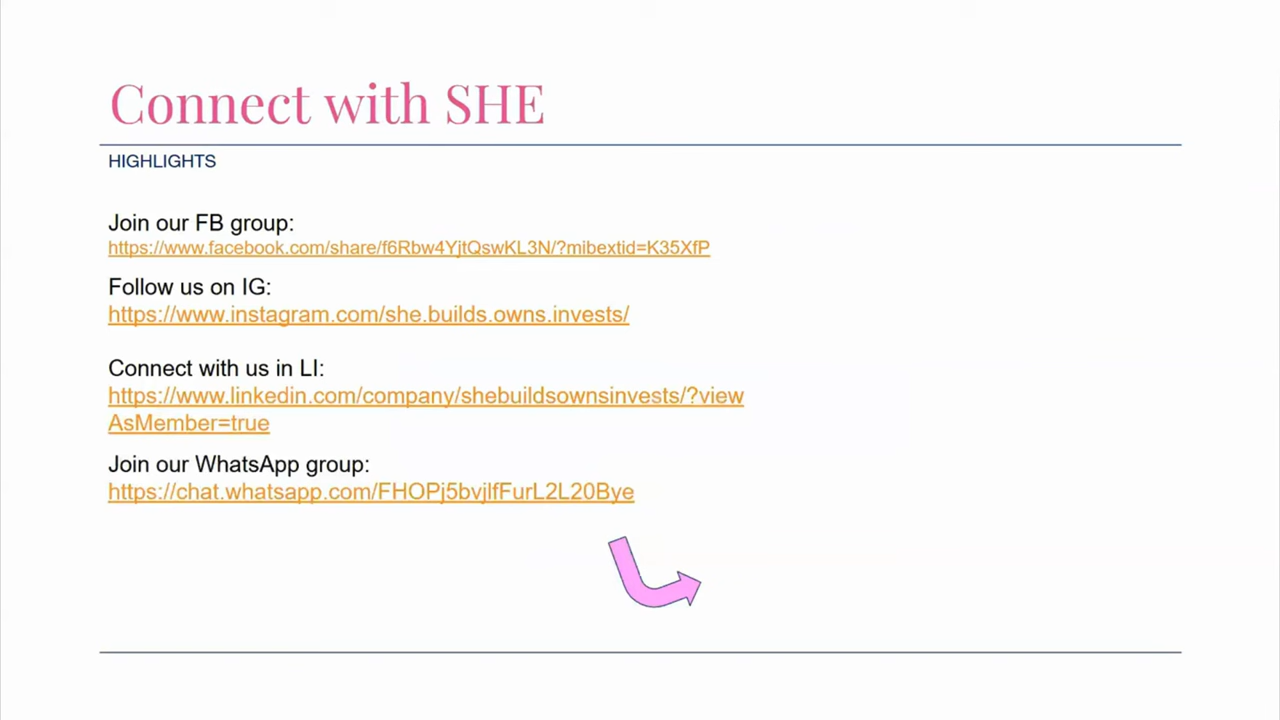 Connect with SHE
HIGHLIGHTS
Join our FB group:
https://www.facebook.com/share/f6Rbw4YjtQswKL3N/?mibextid=K35XfP
Follow us on IG:
https://www.instagram.com/she.builds.owns.invests/
Connect with us in LI:
https://www.linkedin.com/company/shebuildsownsinvests/?view
AsMember=true
Join our WhatsApp group:
https://chat.whatsapp.com/FHOPj5bvjlfFurL2L20Bye